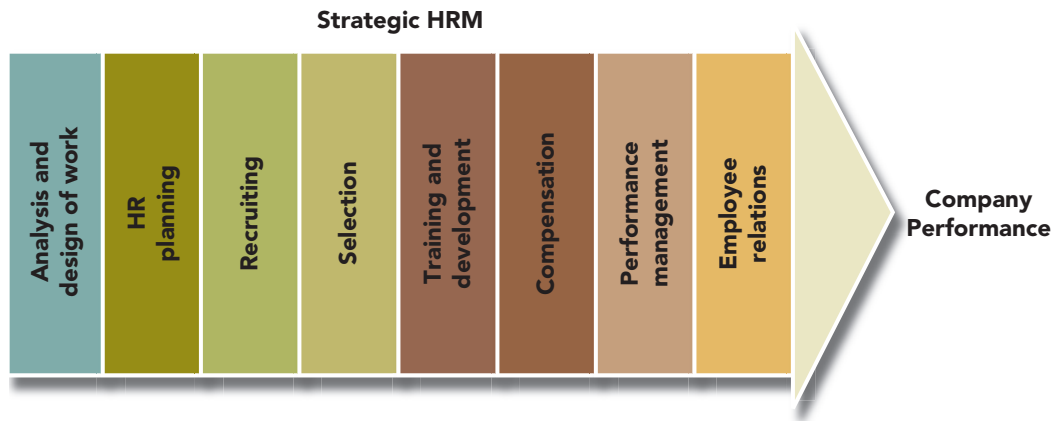 Strategic HRM
Analysis and
design of work
HR
planning
Recruiting
Selection
Training and
development
Compensation
Performance
management
Employee
relations
Company
Performance